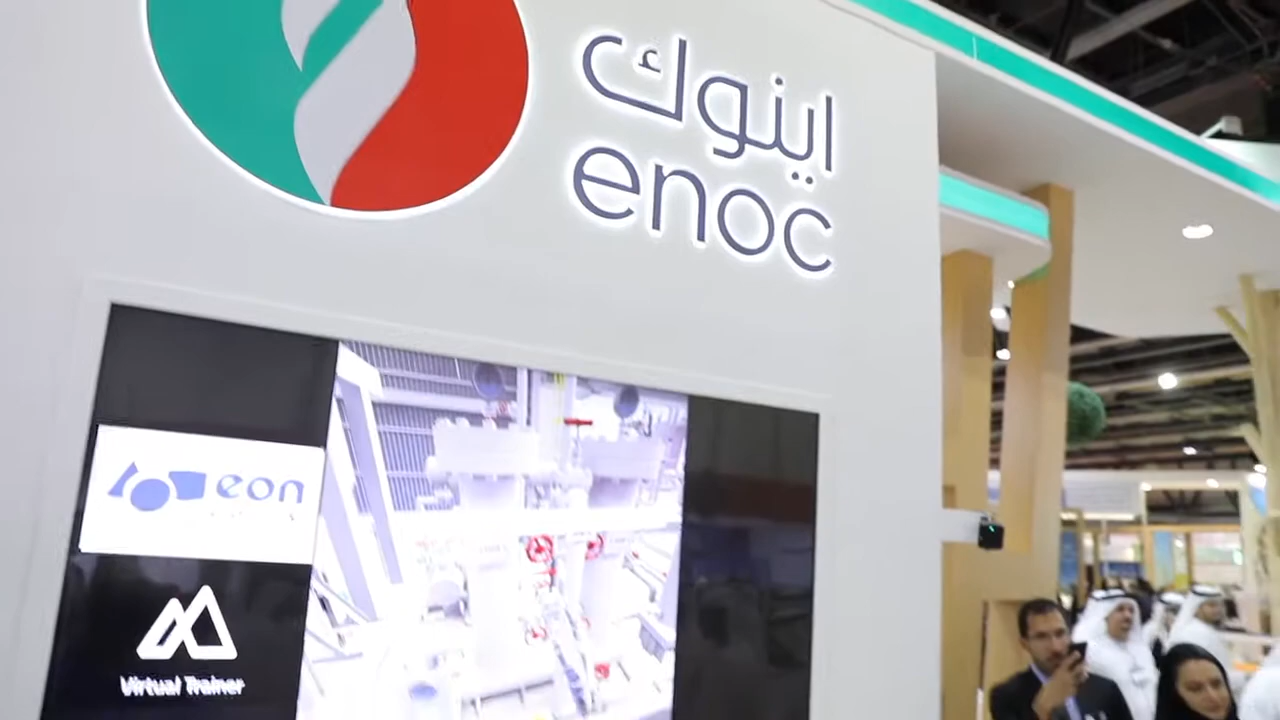 اينوك
enoc
eon
Virtual Trainer